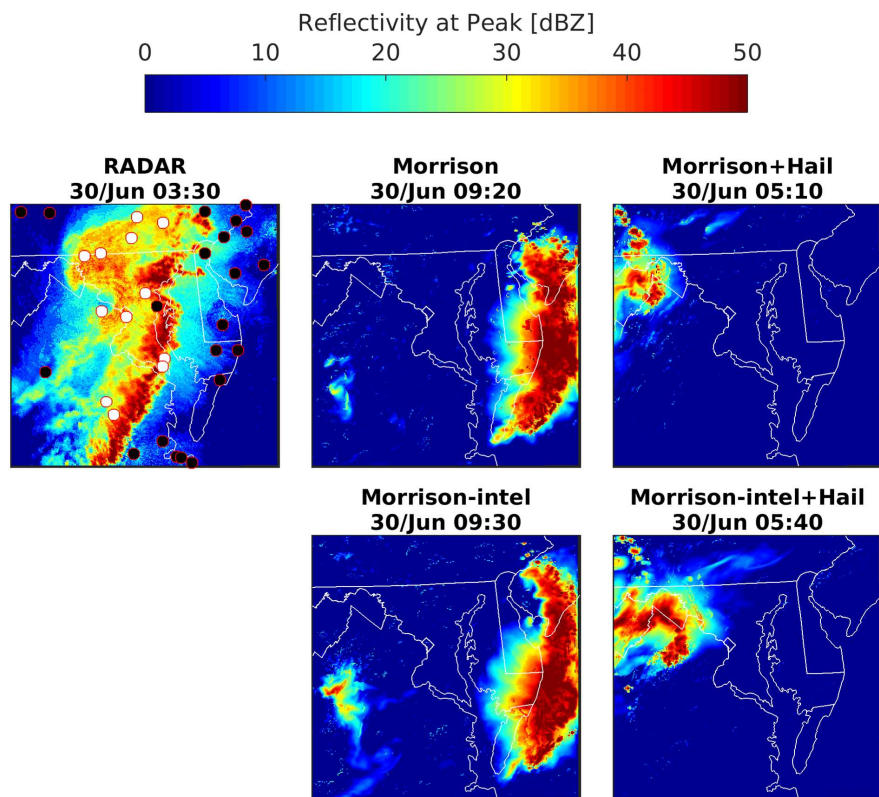 Reflectivity at Peak [dBZ]
0 10 20 30 40 50
RADAR
30/Jun 03:30
Morrison
30/Jun 09:20
Morrison+Hail
30/Jun 05:10
Morrison-intel
30/Jun 09:30
Morrison-intel+Hail
30/Jun 05:40